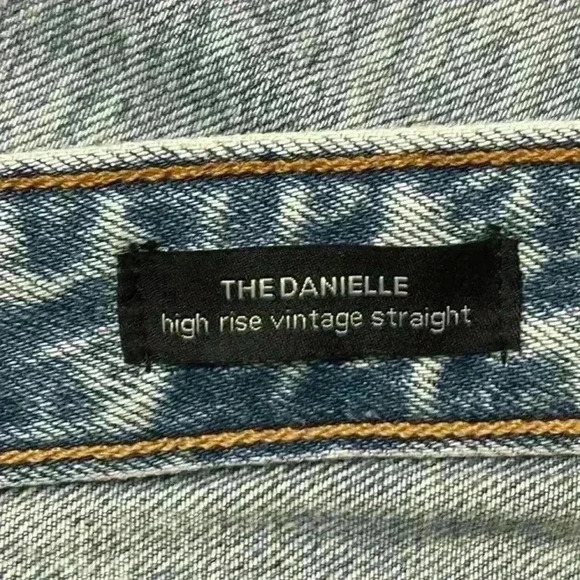 THE DANIELLE
high rise vintage straight